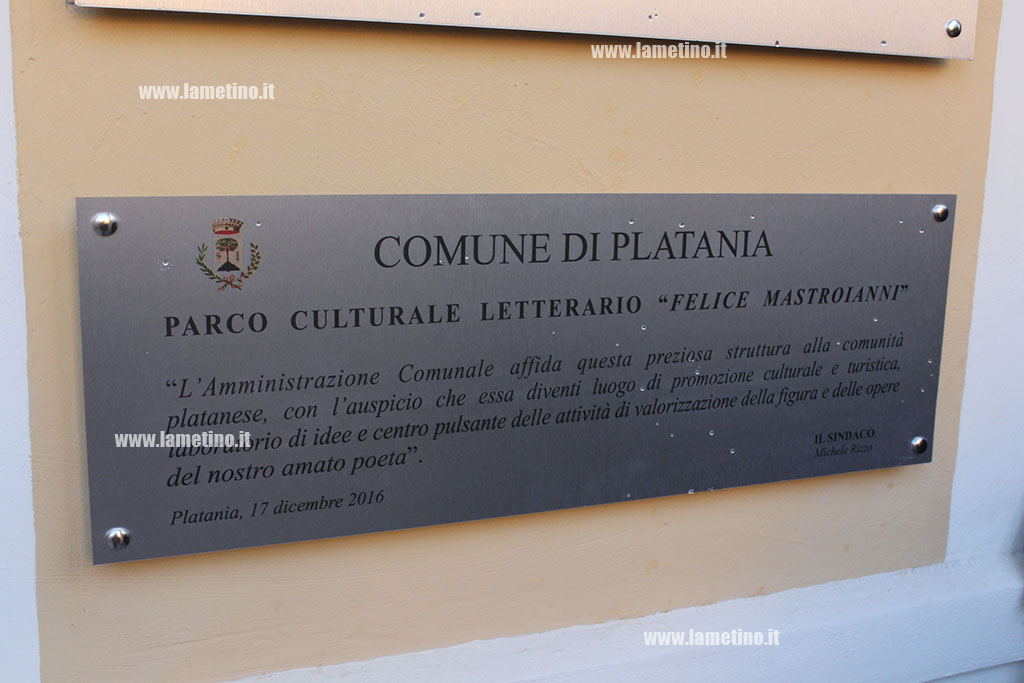 www.lametino.it
www.lametino.it
COMUNE DI PLATANIA
PARCO CULTURALE LETTERARIO “FELICE MASTROIANNI”
“L’Amministrazione Comunale affida questa preziosa struttura alla comunità
platanese, con l’auspicio che essa diventi luogo di promozione culturale e turistica,
laboratorio di idee e centro pulsante delle attività di valorizzazione della figura e delle opere
del nostro amato poeta”.
www.lametino.it
IL SINDACO
Michele Rizzo
Platania, 17 dicembre 2016
www.lametino.it